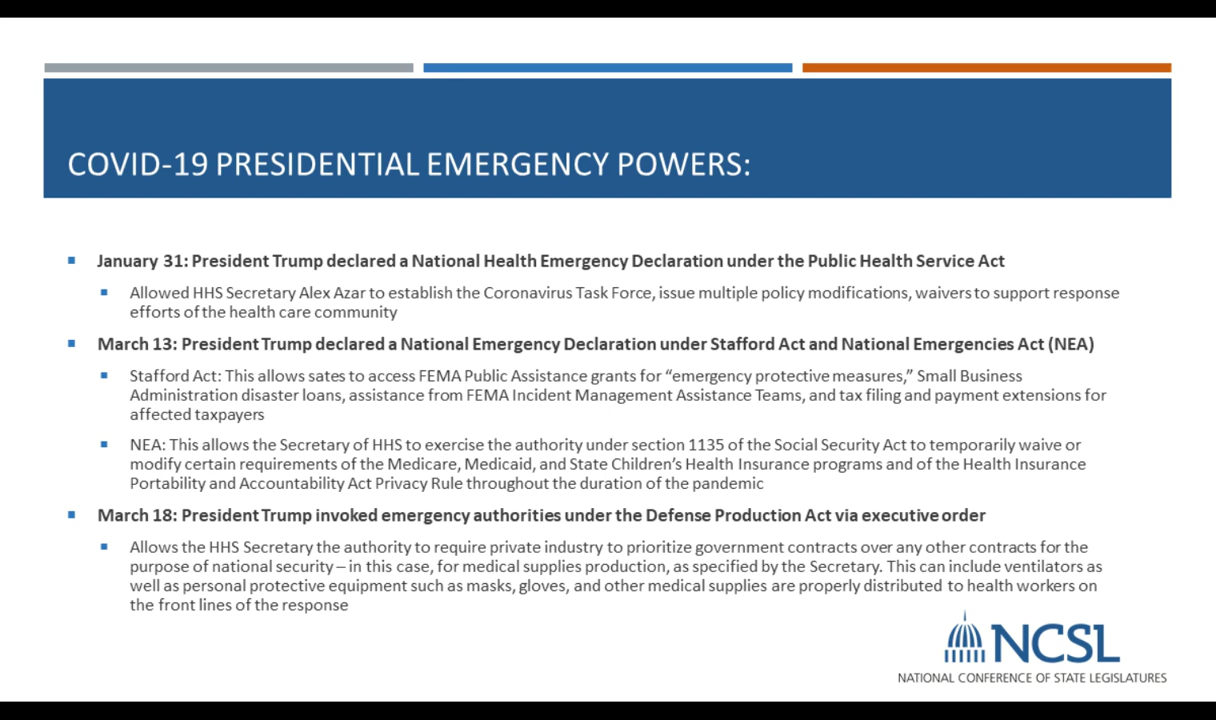 COVID-19 PRESIDENTIAL EMERGENCY POWERS:
January 31: President Trump declared a National Health Emergency Declaration under the Public Health Service Act
Allowed HHS Secretary Alex Azar to establish the Coronavirus Task Force, issue multiple policy modifications, waivers to support response
efforts of the health care community
March 13: President Trump declared a National Emergency Declaration under Stafford Act and National Emergencies Act (NEA)
Stafford Act: This allows sates to access FEMA Public Assistance grants for “emergency protective measures,” Small Business
Administration disaster loans, assistance from FEMA Incident Management Assistance Teams, and tax filing and payment extensions for
affected taxpayers
NEA: This allows the Secretary of HHS to exercise the authority under section 1135 of the Social Security Act to temporarily waive or
modify certain requirements of the Medicare, Medicaid, and State Children’s Health Insurance programs and of the Health Insurance
Portability and Accountability Act Privacy Rule throughout the duration of the pandemic
March 18: President Trump invoked emergency authorities under the Defense Production Act via executive order
Allows the HHS Secretary the authority to require private industry to prioritize government contracts over any other contracts for the
purpose of national security – in this case, for medical supplies production, as specified by the Secretary. This can include ventilators as
well as personal protective equipment such as masks, gloves, and other medical supplies are properly distributed to health workers on
the front lines of the response
NCSL
NATIONAL CONFERENCE OF STATE LEGISLATURES